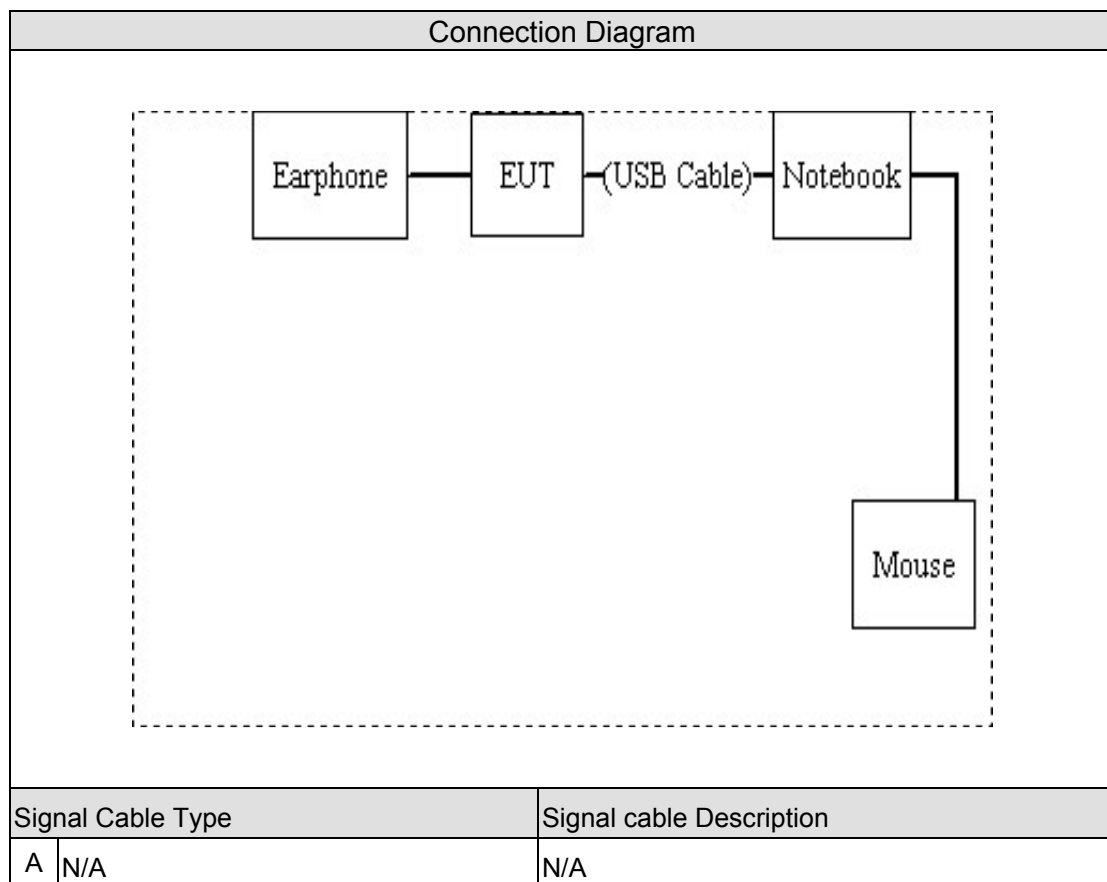 Connection Diagram
Earphone EUT (USB Cable) Notebook
Mouse
Signal Cable Type Signal cable Description
A N/A N/A